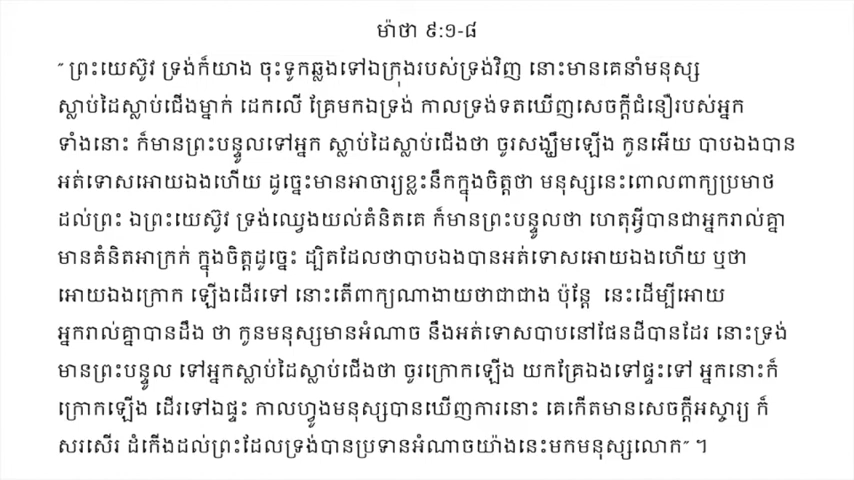 ម៉ាថា ៩:១-៨
˝ ព្រះយេស៊ូវ ទ្រង់ក៏យាង ចុះទូកឆ្លងទៅឯក្រុងរបស់ទ្រង់វិញ នោះមានគេនាំមនុស្ស
ស្លាប់ដៃស្លាប់ជើងម្នាក់ ដេកលើ គ្រែមកឯទ្រង់ កាលទ្រង់ទតឃើញសេចក្ដីជំនឿរបស់អ្នក
ទាំងនោះ ក៏មានព្រះបន្ទូលទៅអ្នក ស្លាប់ដៃស្លាប់ជើងថា ចូរសង្ឃឹមឡើង កូនអើយ បាបឯងបាន
អត់ទោសអោយឯងហើយ ដូច្នេះមានអាចារ្យខ្លះនឹកក្នុងចិត្តថា មនុស្សនេះពោលពាក្យប្រមាថ
ដល់ព្រះ ឯព្រះយេស៊ូវ ទ្រង់ឈ្វេងយល់គំនិតគេ ក៏មានព្រះបន្ទូលថា ហេតុអ្វីបានជាអ្នករាល់គ្នា
មានគំនិតអាក្រក់ ក្នុងចិត្តដូច្នេះ ដ្បិតដែលថាបាបឯងបានអត់ទោសអោយឯងហើយ ឬថា
អោយឯងក្រោក ឡើងដើរទៅ នោះតើពាក្យណាងាយថាជាជាង ប៉ុន្តែ នេះដើម្បីអោយ
អ្នករាល់គ្នាបានដឹង ថា កូនមនុស្សមានអំណាច នឹងអត់ទោសបាបនៅផែនដីបានដែរ នោះទ្រង់
មានព្រះបន្ទូល ទៅអ្នកស្លាប់ដៃស្លាប់ជើងថា ចូរក្រោកឡើង យកគ្រែឯងទៅផ្ទះទៅ អ្នកនោះក៏
ក្រោកឡើង ដើរទៅឯផ្ទះ កាលហ្វូងមនុស្សបានឃើញការនោះ គេកើតមានសេចក្ដីអស្ចារ្យ ក៏
សរសើរ ដំកើងដល់ព្រះដែលទ្រង់បានប្រទានអំណាចយ៉ាងនេះមកមនុស្សលោក˝ ។